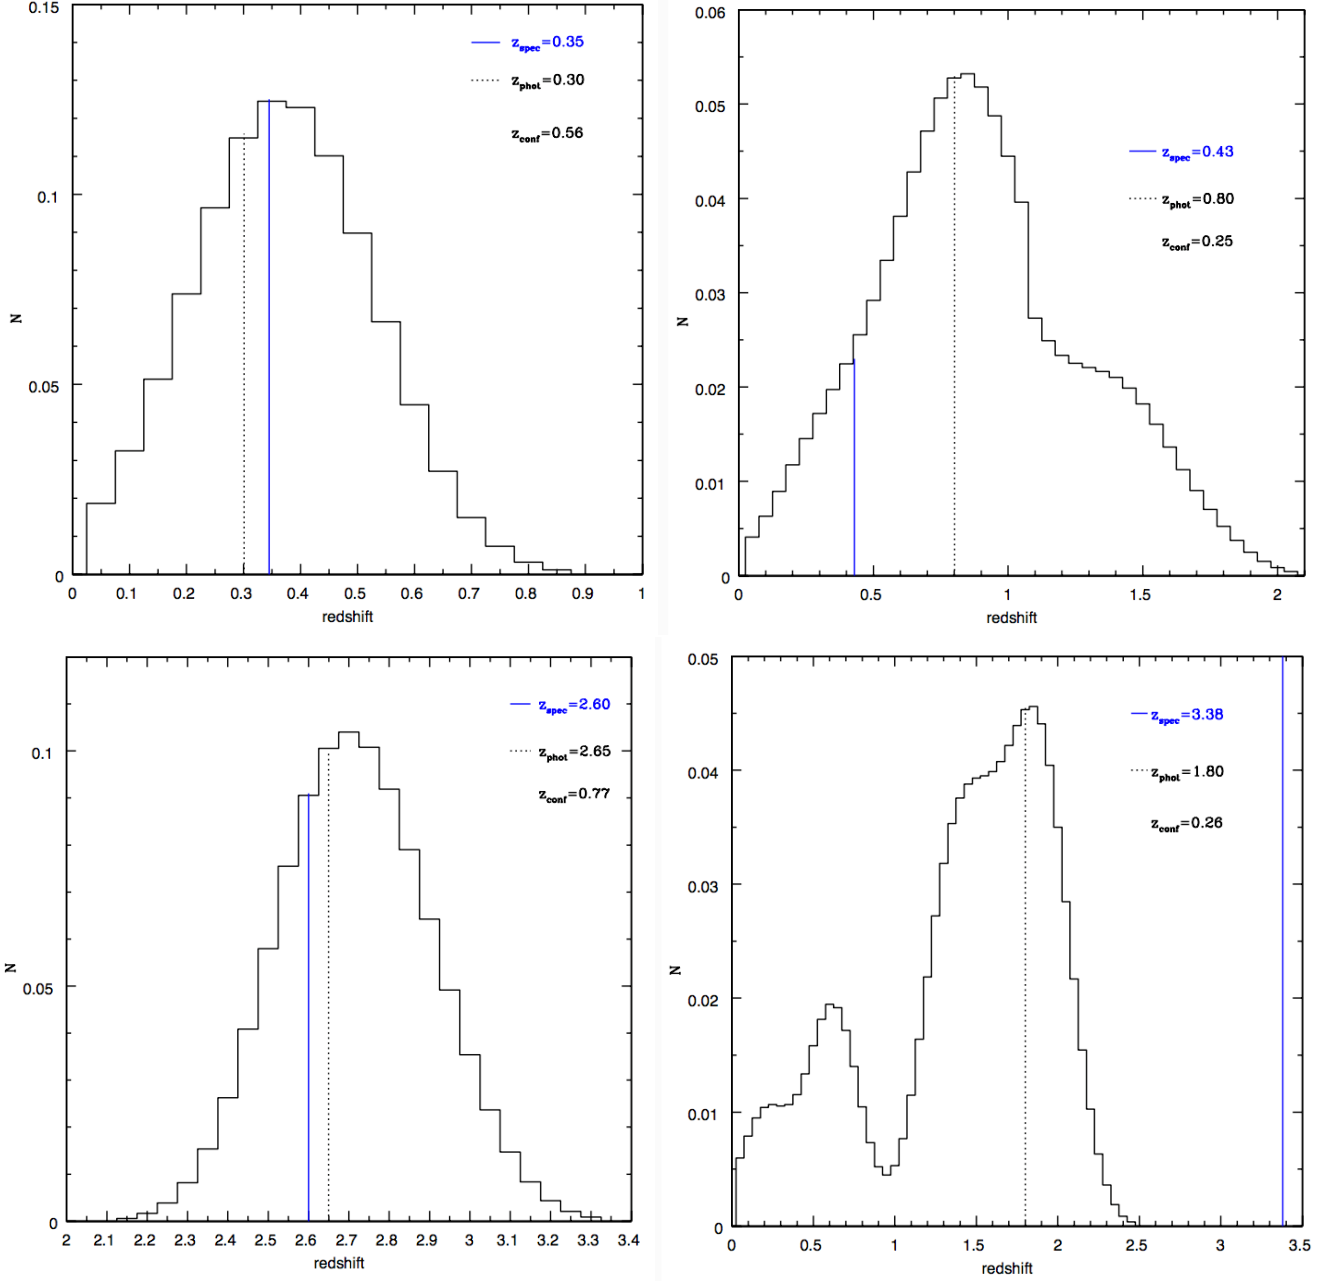 0.15
0.1
0.05
0
N
z_spec=0.35
z_phot=0.30
z_conf=0.56
0 0.1 0.2 0.3 0.4 0.5 0.6 0.7 0.8 0.9 1
redshift
0.06
0.05
0.04
0.03
0.02
0.01
0
N
z_spec=0.43
z_phot=0.80
z_conf=0.25
0 0.5 1 1.5 2
redshift
0.1
0.05
0
N
z_spec=2.60
z_phot=2.65
z_conf=0.77
2 2.1 2.2 2.3 2.4 2.5 2.6 2.7 2.8 2.9 3 3.1 3.2 3.3 3.4
redshift
0.05
0.04
0.03
0.02
0.01
0
N
z_spec=3.38
z_phot=1.80
z_conf=0.26
0 0.5 1 1.5 2 2.5 3 3.5
redshift